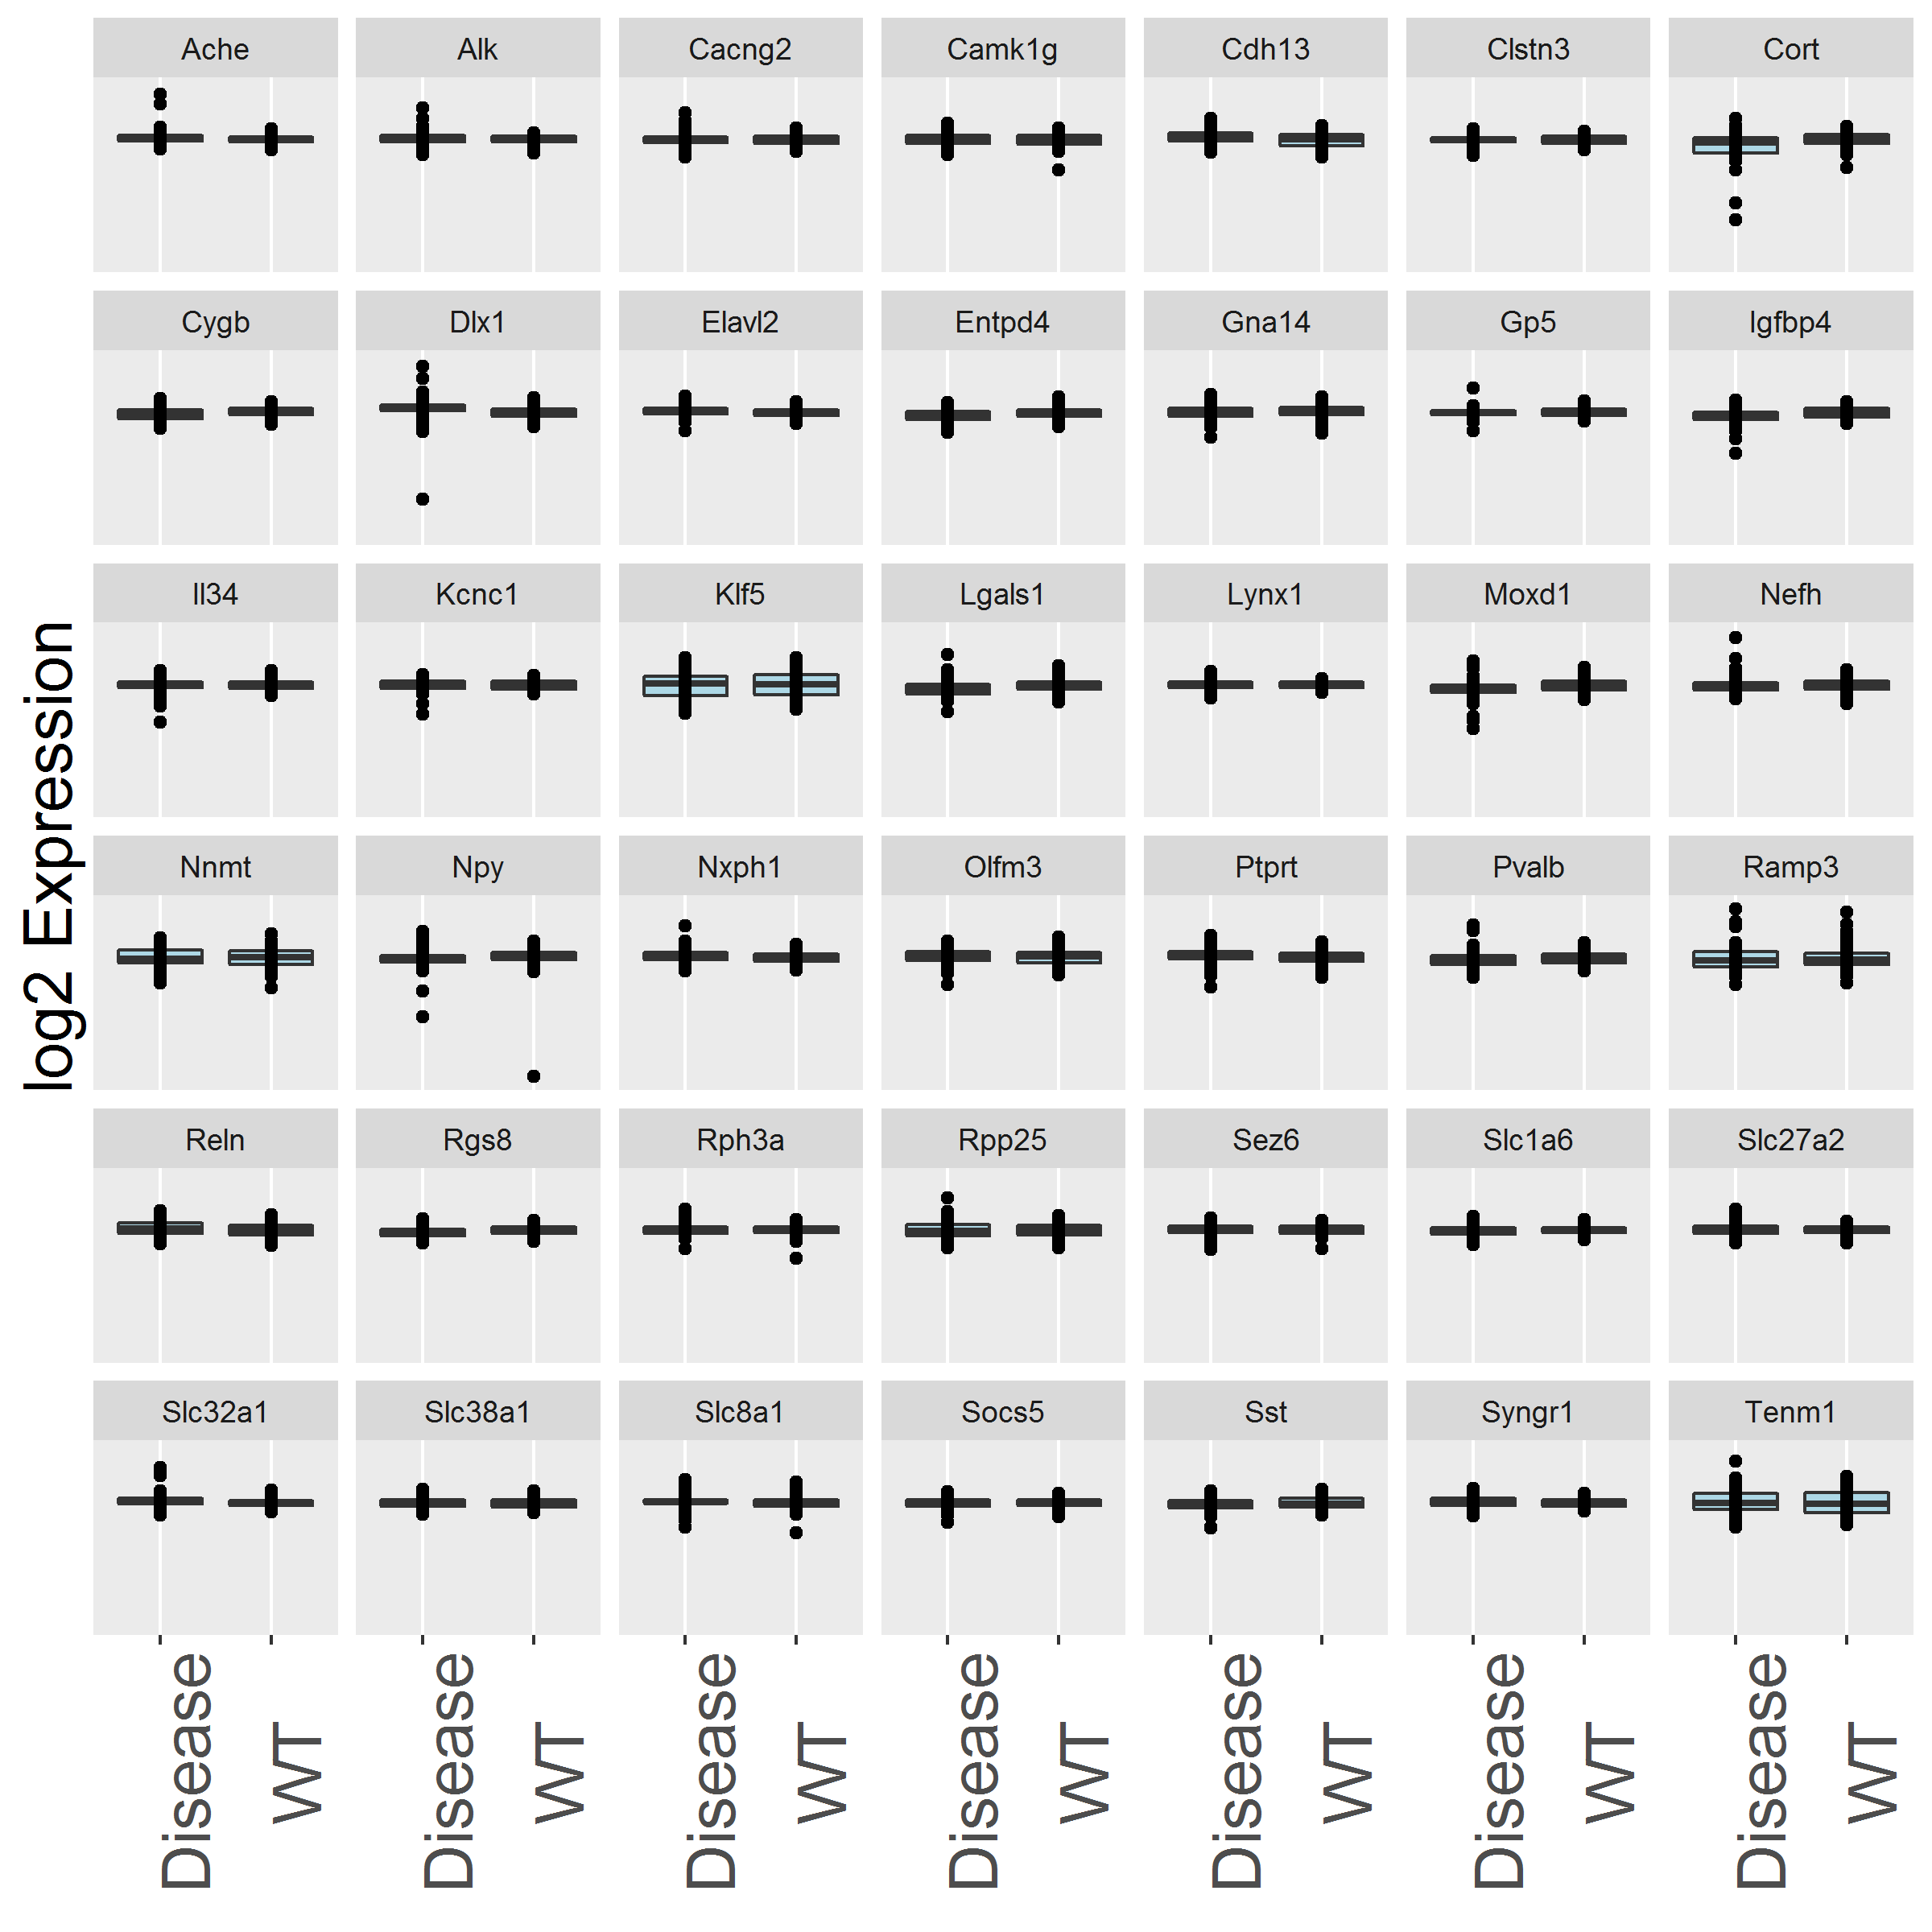 Ache Alk Cacng2 Camk1g Cdh13 Clstn3 Cort
Cygb Dlx1 Elavl2 Entpd4 Gna14 Gp5 Igfbp4
Il34 Kcnc1 Klf5 Lgals1 Lynx1 Moxd1 Nefh
Nnmt Npy Nxph1 Olfm3 Ptprt Pvalb Ramp3
Reln Rgs8 Rph3a Rpp25 Sez6 Slc1a6 Slc27a2
Slc32a1 Slc38a1 Slc8a1 Socs5 Sst Syngr1 Tenm1
log2 Expression
Disease WT Disease WT Disease WT Disease WT Disease WT Disease WT Disease WT